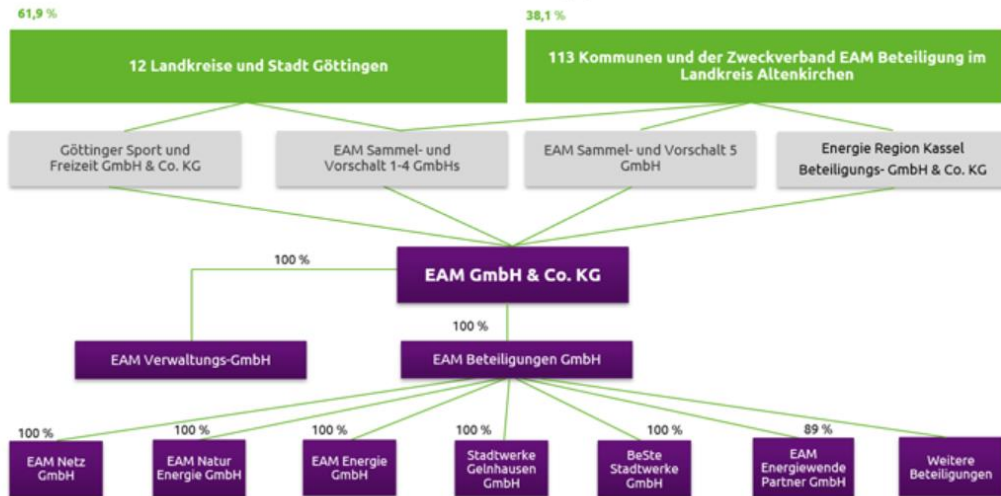 61,9 %
38,1 %
12 Landkreise und Stadt Göttingen
113 Kommunen und der Zweckverband EAM Beteiligung im
Landkreis Altenkirchen
Göttinger Sport und
Freizeit GmbH & Co. KG
EAM Sammel- und
Vorschalt 1-4 GmbHs
EAM Sammel- und Vorschalt 5
GmbH
Energie Region Kassel
Beteiligungs- GmbH & Co. KG
100 %
EAM GmbH & Co. KG
100 %
EAM Verwaltungs-GmbH
EAM Beteiligungen GmbH
100 %
EAM Netz
GmbH
100 %
EAM Natur
Energie GmbH
100 %
EAM Energie
GmbH
100 %
Stadtwerke
Gelnhausen
GmbH
100 %
BeSte
Stadtwerke
GmbH
89 %
EAM
Energiewende
Partner GmbH
Weitere
Beteiligungen